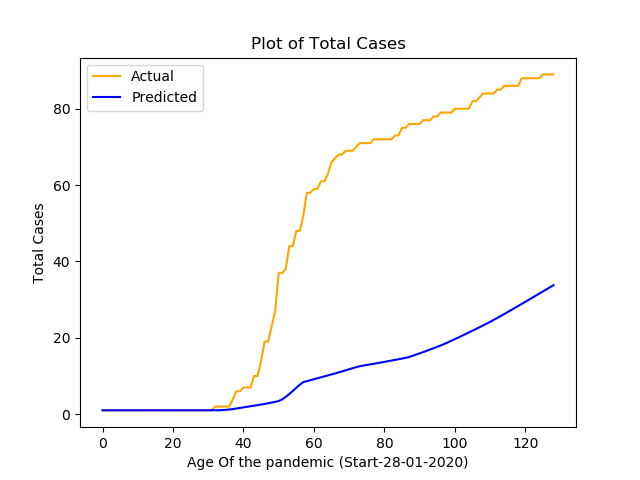 Plot of Total Cases
Actual
Predicted
80
60
40
20
0
Total Cases
0 20 40 60 80 100 120
Age Of the pandemic (Start-28-01-2020)